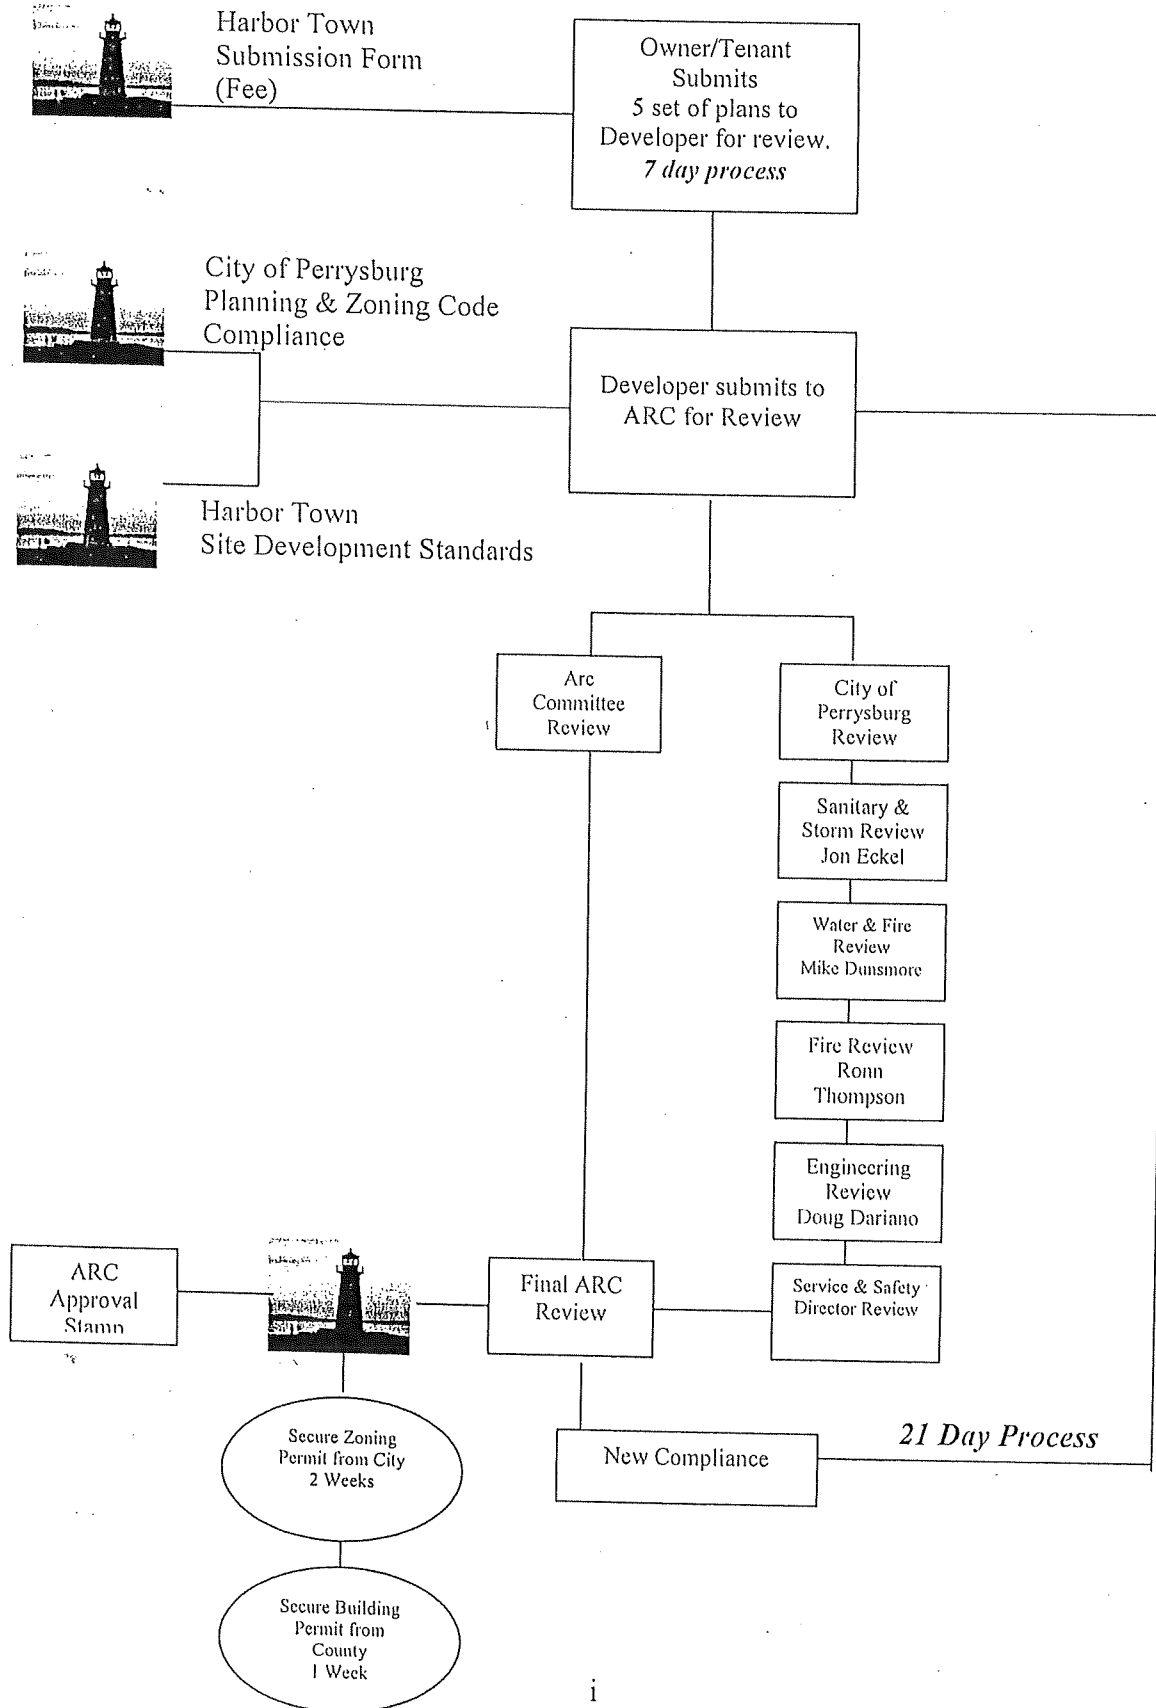 Harbor Town
Submission Form
(Fee)
Owner/Tenant
Submits
5 set of plans to
Developer for review.
7 day process
City of Perrysburg
Planning & Zoning Code
Compliance
Developer submits to
ARC for Review
Harbor Town
Site Development Standards
Arc
Committee
Review
City of
Perrysburg
Review
Sanitary &
Storm Review
Jon Eckel
Water & Fire
Review
Mike Dunsmore
Fire Review
Ronn
Thompson
Engineering
Review
Doug Dariano
ARC
Approval
Stamp
Final ARC
Review
Service & Safety
Director Review
Secure Zoning
Permit from City
2 Weeks
New Compliance
21 Day Process
Secure Building
Permit from
County
1 Week
i